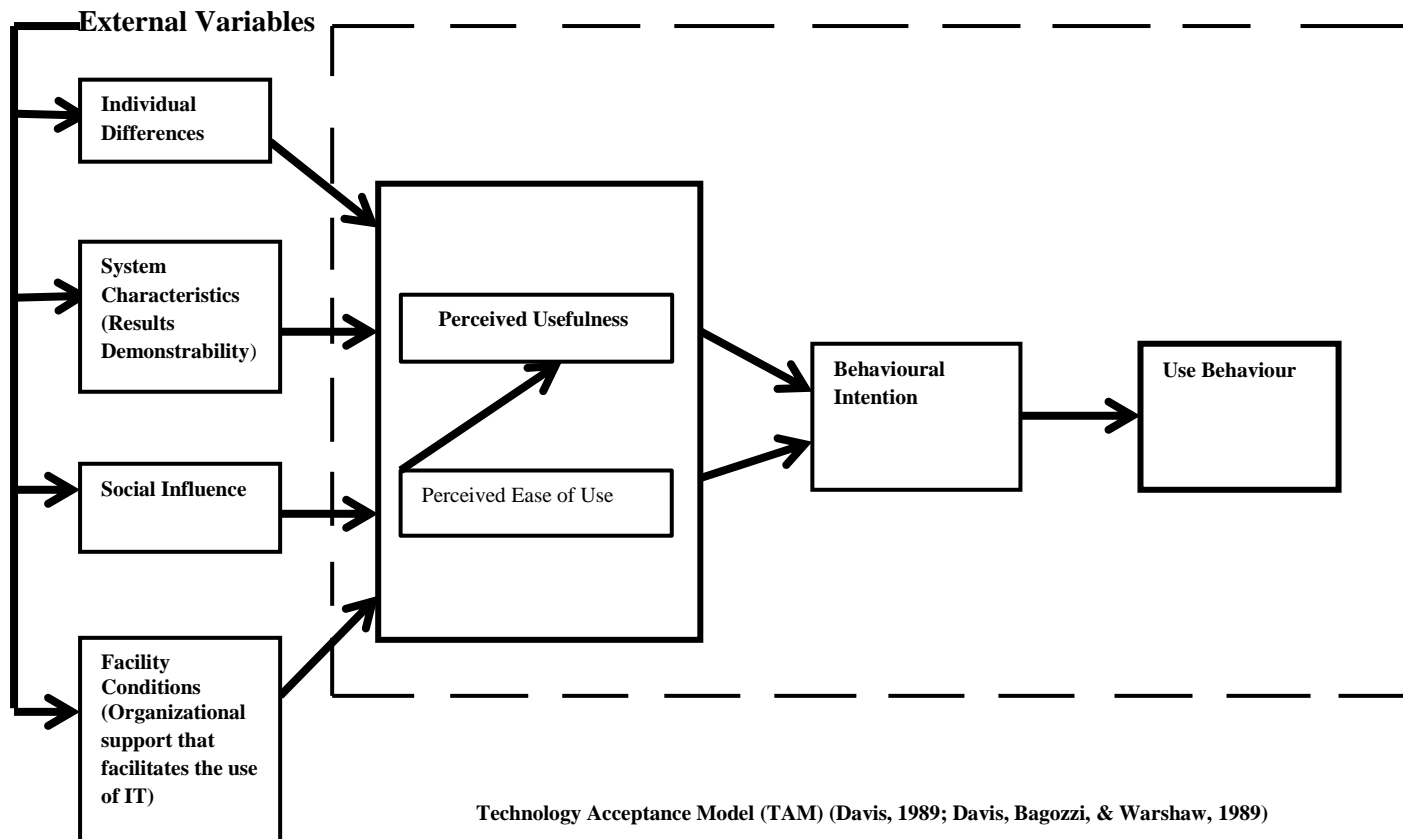 External Variables
Individual
Differences
System
Characteristics
(Results
Demonstrability)
Social Influence
Facility
Conditions
(Organizational
support that
facilitates the use
of IT)
Perceived Usefulness
Perceived Ease of Use
Behavioural
Intention
Use Behaviour
Technology Acceptance Model (TAM) (Davis, 1989; Davis, Bagozzi, & Warshaw, 1989)